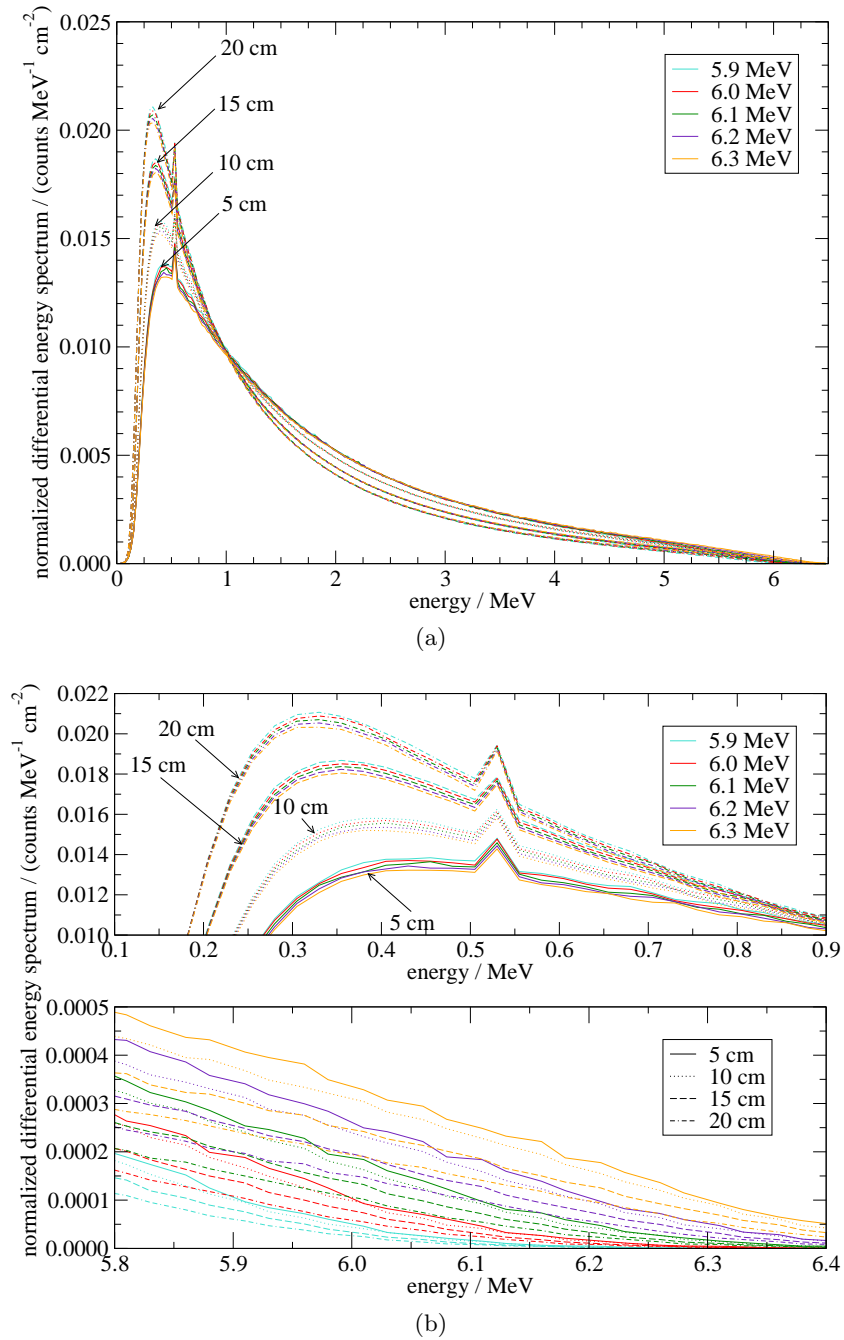 0.025
0.020
0.015
0.010
0.005
0.000
normalized differential energy spectrum / (counts MeV⁻¹ cm⁻²)
20 cm
15 cm
10 cm
5 cm
5.9 MeV
6.0 MeV
6.1 MeV
6.2 MeV
6.3 MeV
0 1 2 3 4 5 6
energy / MeV
(a)
normalized differential energy spectrum / (counts MeV⁻¹ cm⁻²)
0.022
0.020
0.018
0.016
0.014
0.012
0.010
20 cm
15 cm
10 cm
5 cm
5.9 MeV
6.0 MeV
6.1 MeV
6.2 MeV
6.3 MeV
0.1 0.2 0.3 0.4 0.5 0.6 0.7 0.8 0.9
energy / MeV
0.0005
0.0004
0.0003
0.0002
0.0001
0.0000
5 cm
10 cm
15 cm
20 cm
5.8 5.9 6.0 6.1 6.2 6.3 6.4
energy / MeV
(b)